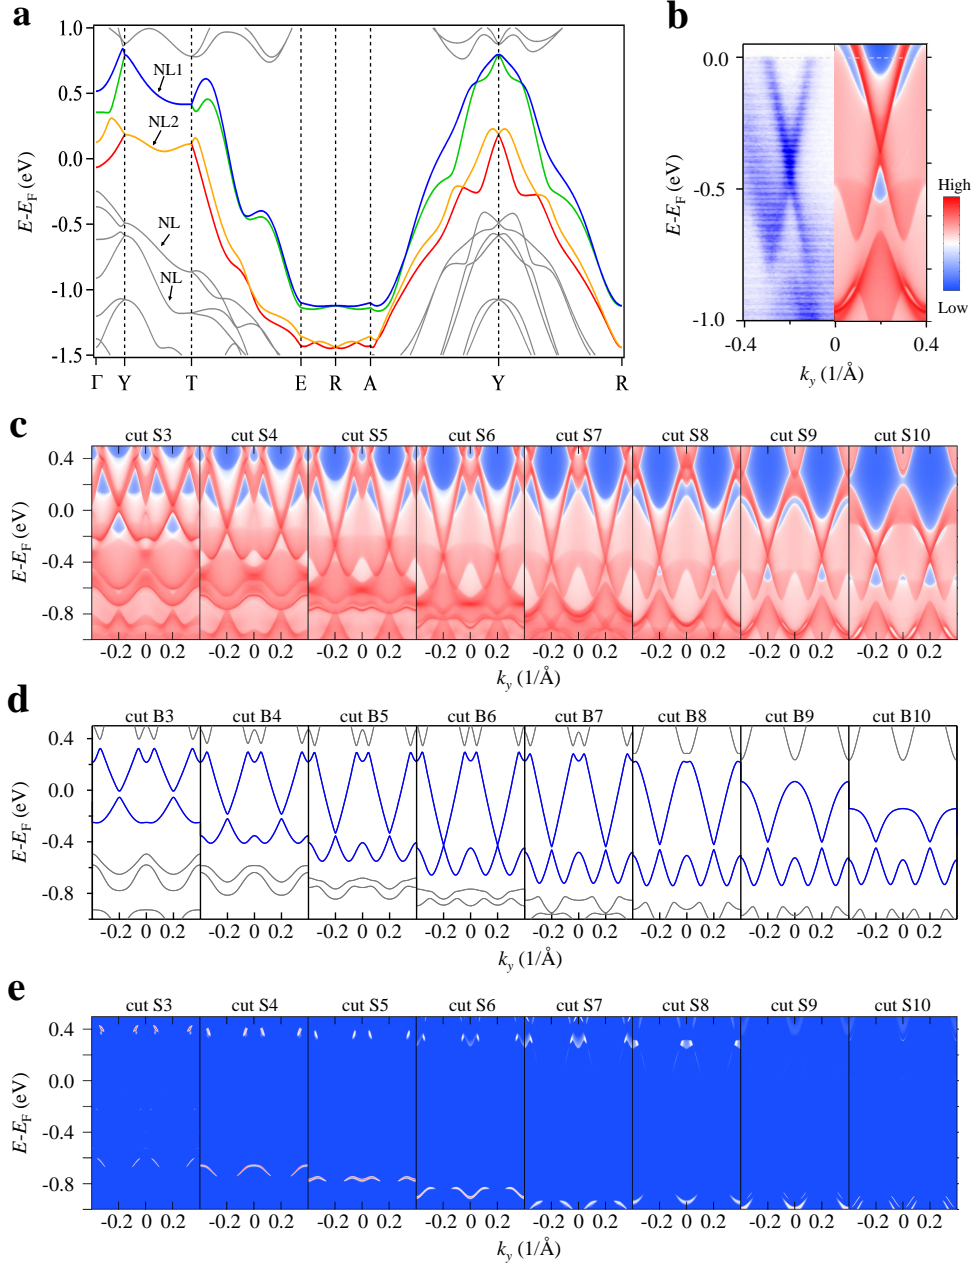 a
1.0
0.5
0.0
-0.5
-1.0
-1.5
E-E_F (eV)
NL1
NL2
NL
NL
Γ Y T E R A Y R
b
0.0
-0.5
-1.0
E-E_F (eV)
-0.4 0 0.4
k_y (1/Å)
High
Low
c
cut S3 cut S4 cut S5 cut S6 cut S7 cut S8 cut S9 cut S10
0.4
0.0
-0.4
-0.8
E-E_F (eV)
-0.2 0 0.2 -0.2 0 0.2 -0.2 0 0.2 -0.2 0 0.2 -0.2 0 0.2 -0.2 0 0.2 -0.2 0 0.2 -0.2 0 0.2
k_y (1/Å)
d
cut B3 cut B4 cut B5 cut B6 cut B7 cut B8 cut B9 cut B10
0.4
0.0
-0.4
-0.8
E-E_F (eV)
-0.2 0 0.2 -0.2 0 0.2 -0.2 0 0.2 -0.2 0 0.2 -0.2 0 0.2 -0.2 0 0.2 -0.2 0 0.2 -0.2 0 0.2
k_y (1/Å)
e
cut S3 cut S4 cut S5 cut S6 cut S7 cut S8 cut S9 cut S10
0.4
0.0
-0.4
-0.8
E-E_F (eV)
-0.2 0 0.2 -0.2 0 0.2 -0.2 0 0.2 -0.2 0 0.2 -0.2 0 0.2 -0.2 0 0.2 -0.2 0 0.2 -0.2 0 0.2
k_y (1/Å)